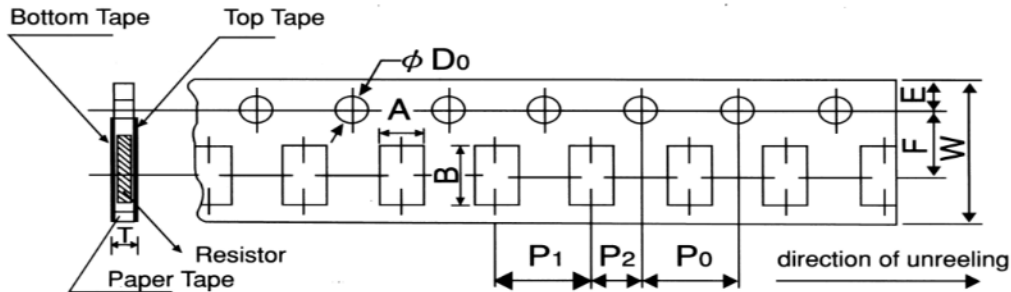 Bottom Tape
Top Tape
ϕ D0
A
B
E
F
W
T
Resistor
Paper Tape
P1
P2
P0
direction of unreeling